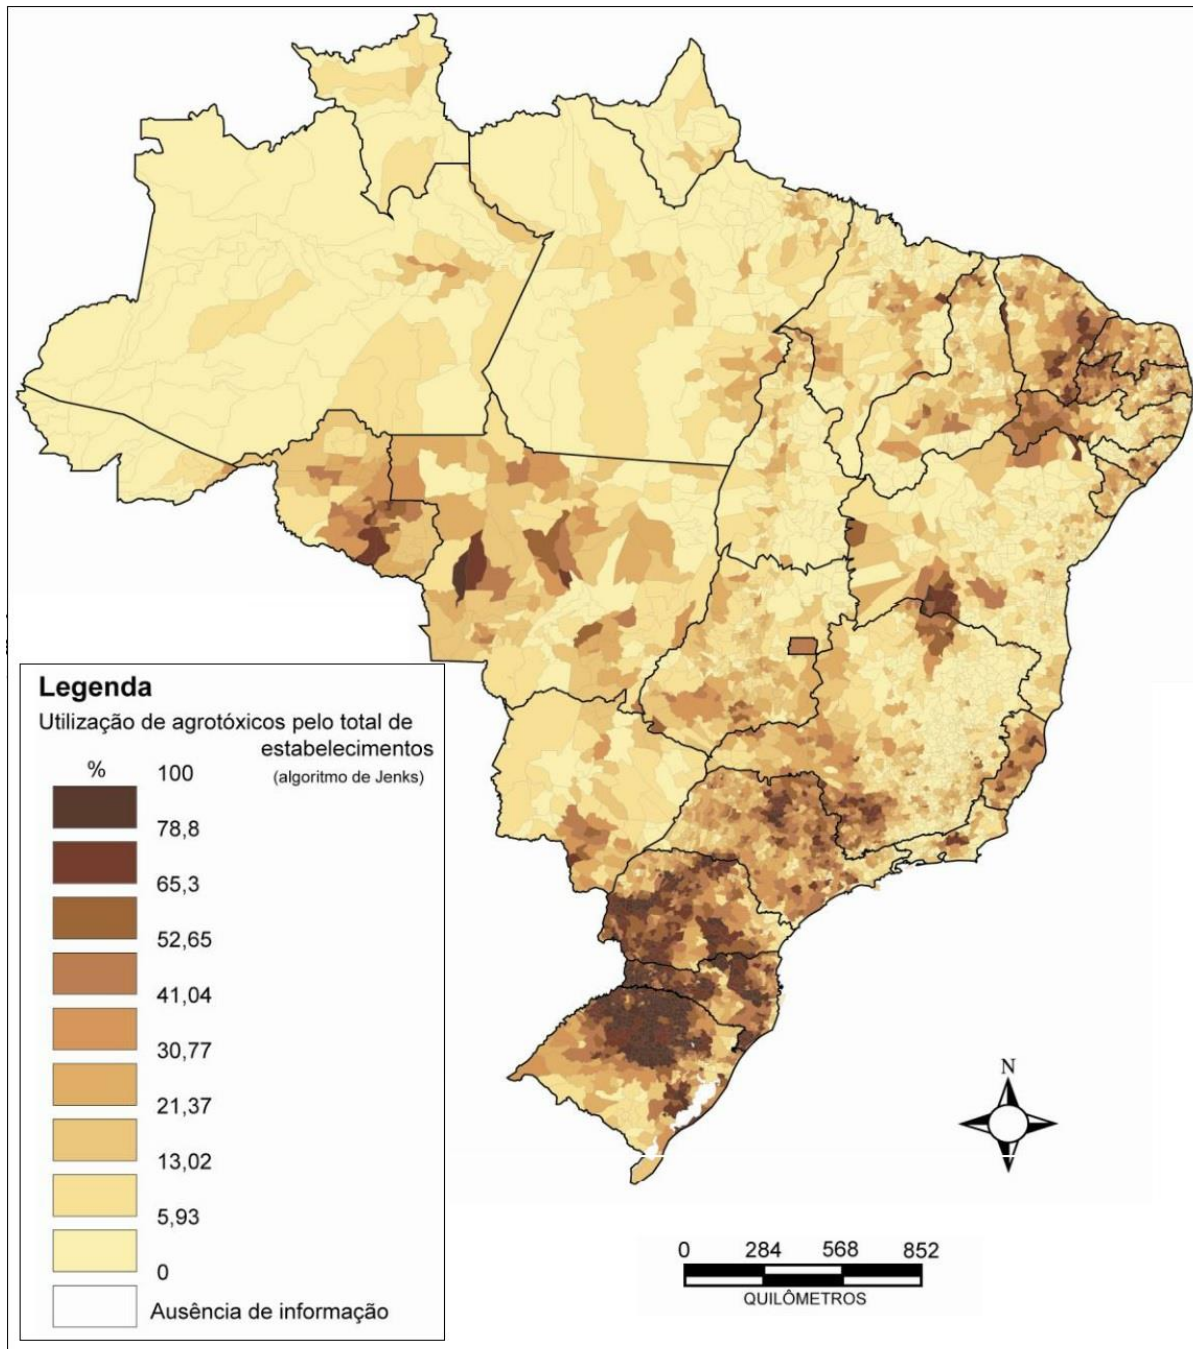 Legenda
Utilização de agrotóxicos pelo total de
estabelecimentos
(algoritmo de Jenks)
% 100
78,8
65,3
52,65
41,04
30,77
21,37
13,02
5,93
0
Ausência de informação
N
0 284 568 852
QUILÔMETROS